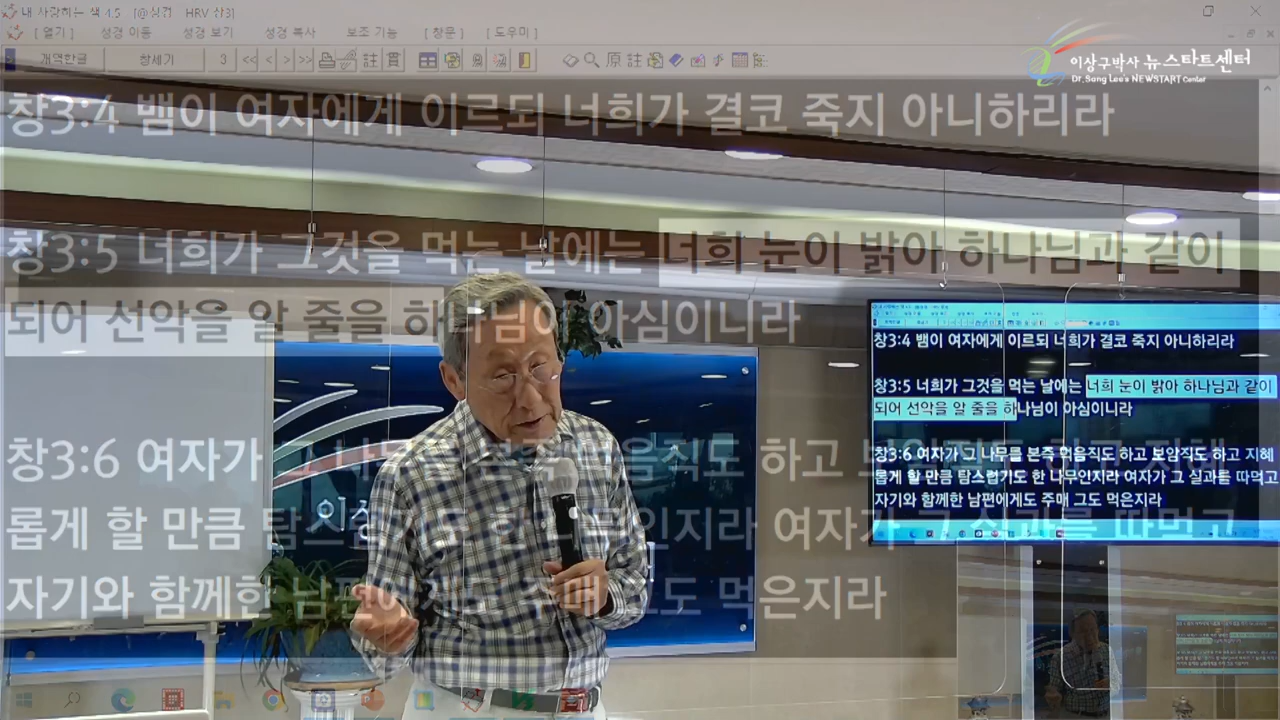 내 사랑하는 책 4.5 [@성경 HRV 창3]
[열기] 성경 이동 성경 보기 성경 복사 보조 기능 [창문] [도우미]
개역한글 창세기 3 << < > >> 註 貫 原 註
이상구박사 뉴스타트센터
Dr.Sang Lee's NEWSTART Center
창3:4 뱀이 여자에게 이르되 너희가 결코 죽지 아니하리라
창3:5 너희가 그것을 먹는 날에는 너희 눈이 밝아 하나님과 같이
되어 선악을 알 줄을 하나님이 아심이니라
창3:6 여자가 그 나무를 본즉 먹음직도 하고 보암직도 하고 지혜
롭게 할 만큼 탐스럽기도 한 나무인지라 여자가 그 실과를 따먹고
자기와 함께한 남편에게도 주매 그도 먹은지라
창3:4 뱀이 여자에게 이르되 너희가 결코 죽지 아니하리라
창3:5 너희가 그것을 먹는 날에는 너희 눈이 밝아 하나님과 같이
되어 선악을 알 줄을 하나님이 아심이니라
창3:6 여자가 그 나무를 본즉 먹음직도 하고 보암직도 하고 지혜
롭게 할 만큼 탐스럽기도 한 나무인지라 여자가 그 실과를 따먹고
자기와 함께한 남편에게도 주매 그도 먹은지라
이상